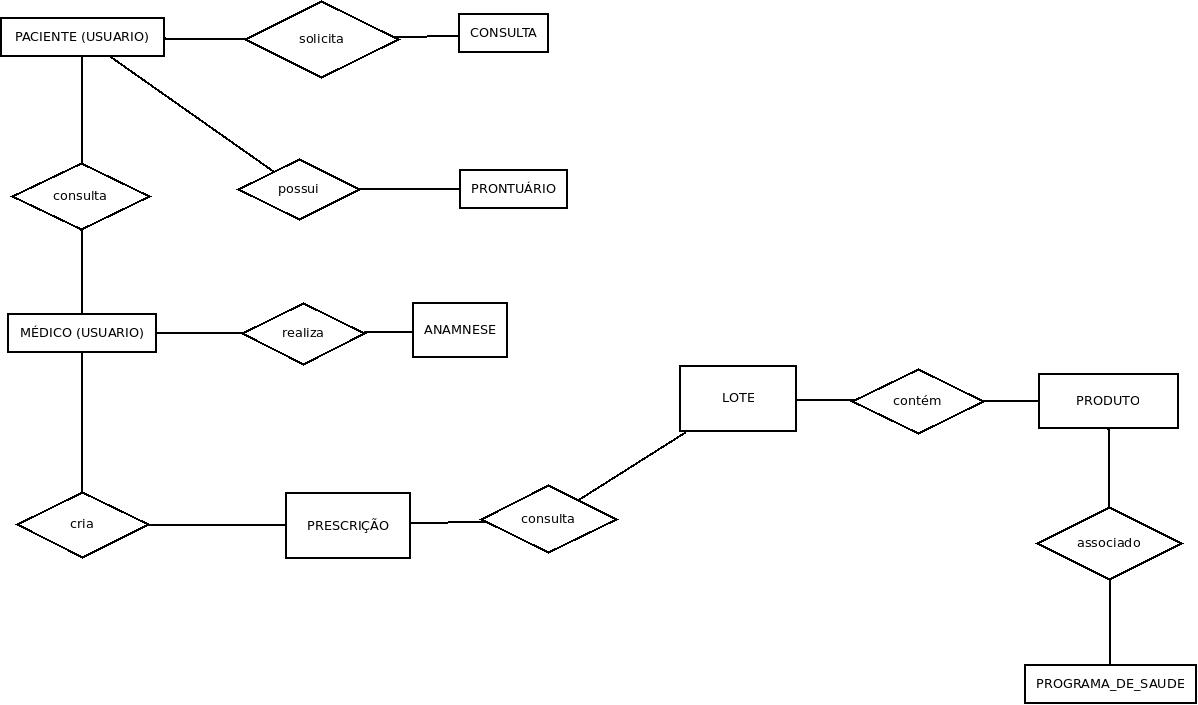 PACIENTE (USUARIO)
solicita
CONSULTA
consulta
possui
PRONTUÁRIO
MÉDICO (USUARIO)
realiza
ANAMNESE
LOTE
contém
PRODUTO
cria
PRESCRIÇÃO
consulta
associado
PROGRAMA_DE_SAUDE